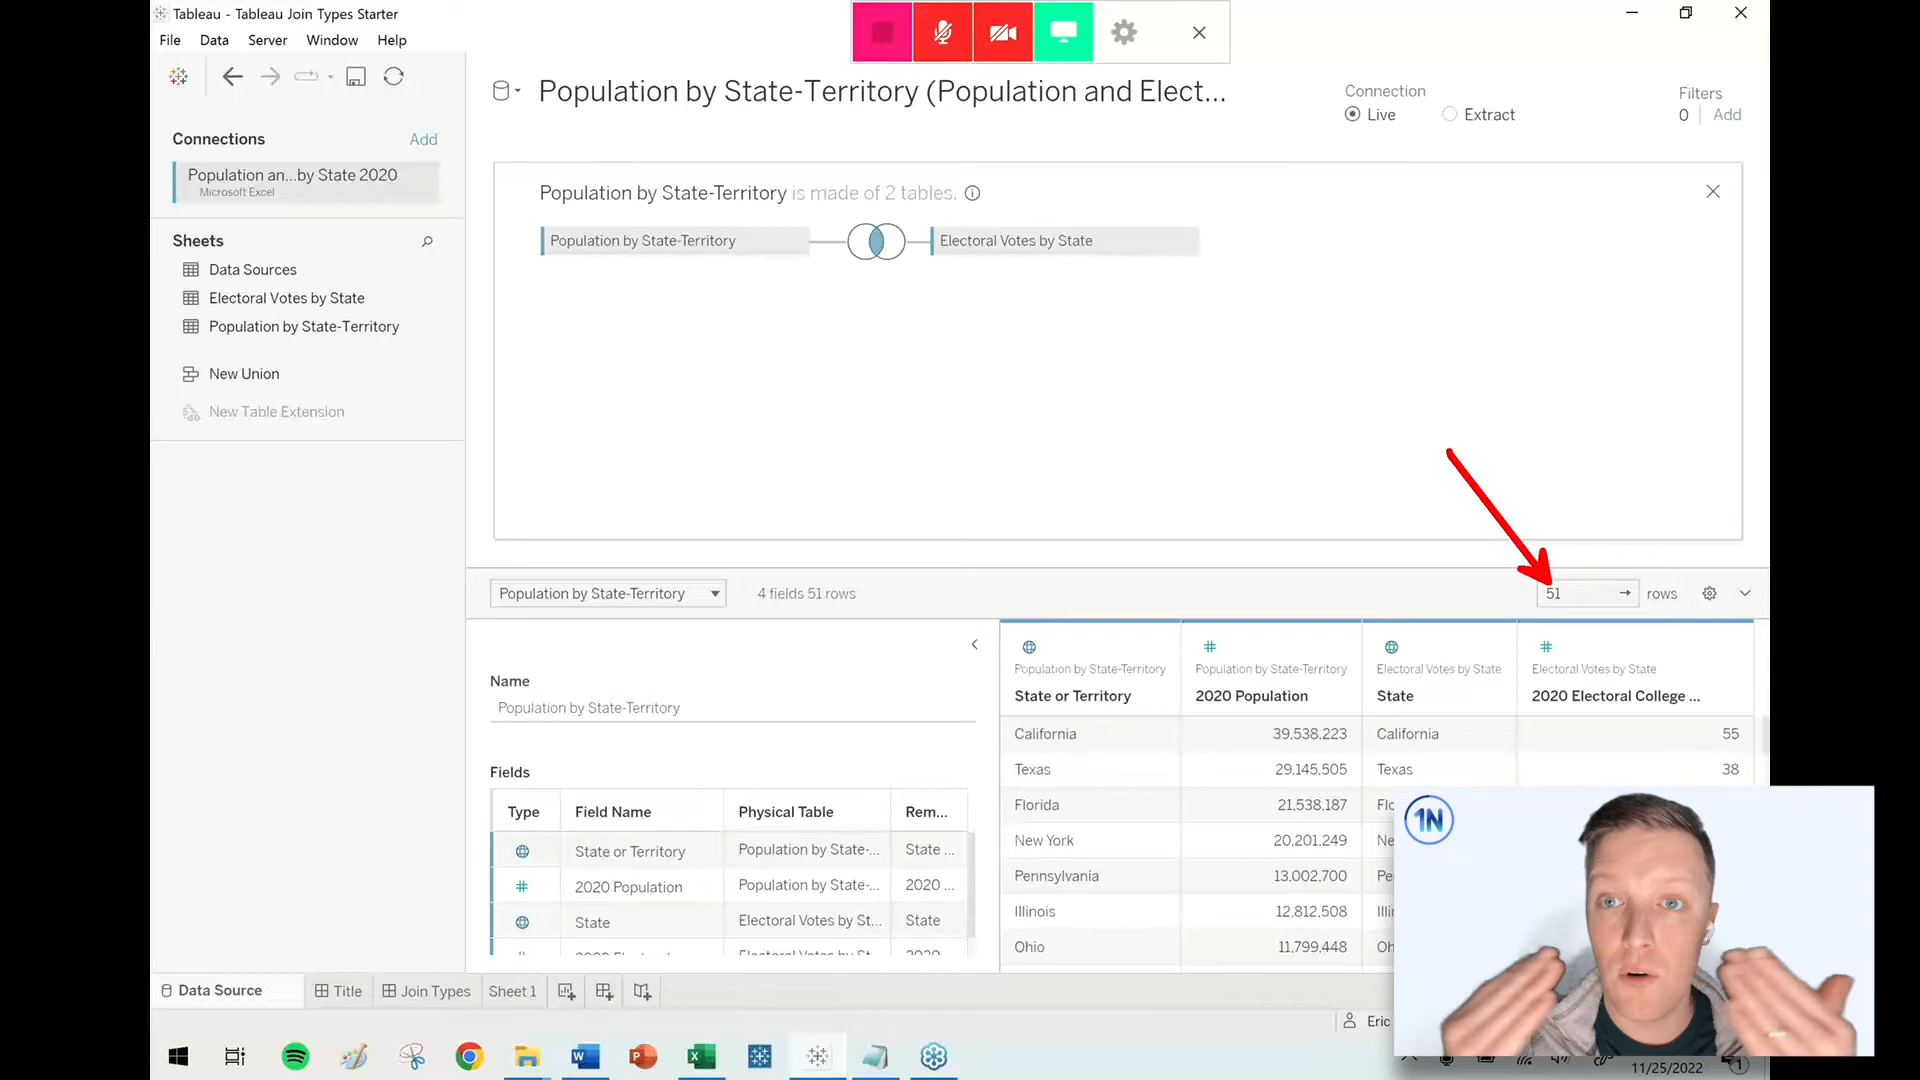 Tableau - Tableau Join Types Starter
File Data Server Window Help
Population by State-Territory (Population and Elect...
Connection
Live Extract
Filters
0 Add
Connections Add
Population an...by State 2020
Microsoft Excel
Population by State-Territory is made of 2 tables.
Population by State-Territory Electoral Votes by State
Sheets
Data Sources
Electoral Votes by State
Population by State-Territory
New Union
New Table Extension
Population by State-Territory 4 fields 51 rows 51 → rows
Name
Population by State-Territory
Fields
Type Field Name Physical Table Rem...
State or Territory Population by State-... State ...
2020 Population Population by State-... 2020 ...
State Electoral Votes by St... State
Population by State-Territory Population by State-Territory Electoral Votes by State Electoral Votes by State
State or Territory 2020 Population State 2020 Electoral College ...
California 39,538,223 California 55
Texas 29,145,505 Texas 38
Florida 21,538,187 Flo
New York 20,201,249 Ne
Pennsylvania 13,002,700 Pe
Illinois 12,812,508 Illi
Ohio 11,799,448 Oh
1N
Data Source Title Join Types Sheet 1
Eric
11/25/2022